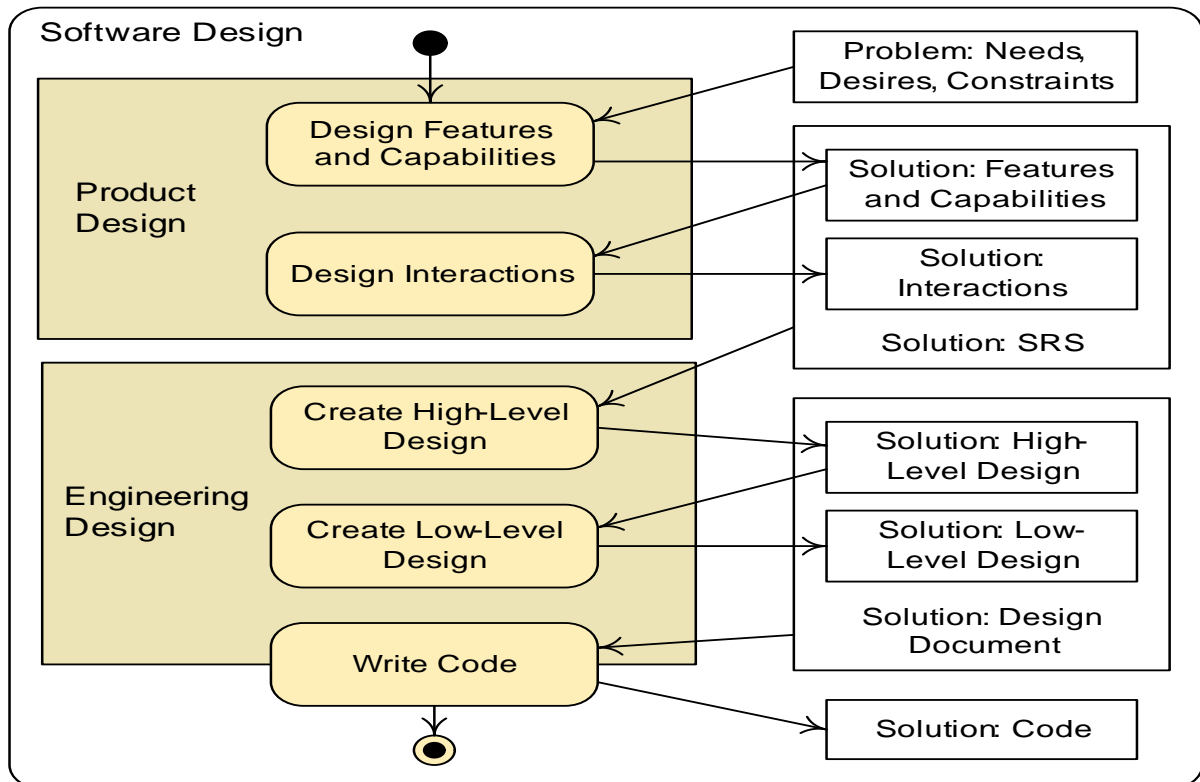 Software Design
Problem: Needs,
Desires, Constraints
Design Features
and Capabilities
Product
Design
Solution: Features
and Capabilities
Design Interactions
Solution:
Interactions
Solution: SRS
Create High-Level
Design
Solution: High-
Level Design
Engineering
Design
Create Low-Level
Design
Solution: Low-
Level Design
Solution: Design
Document
Write Code
Solution: Code